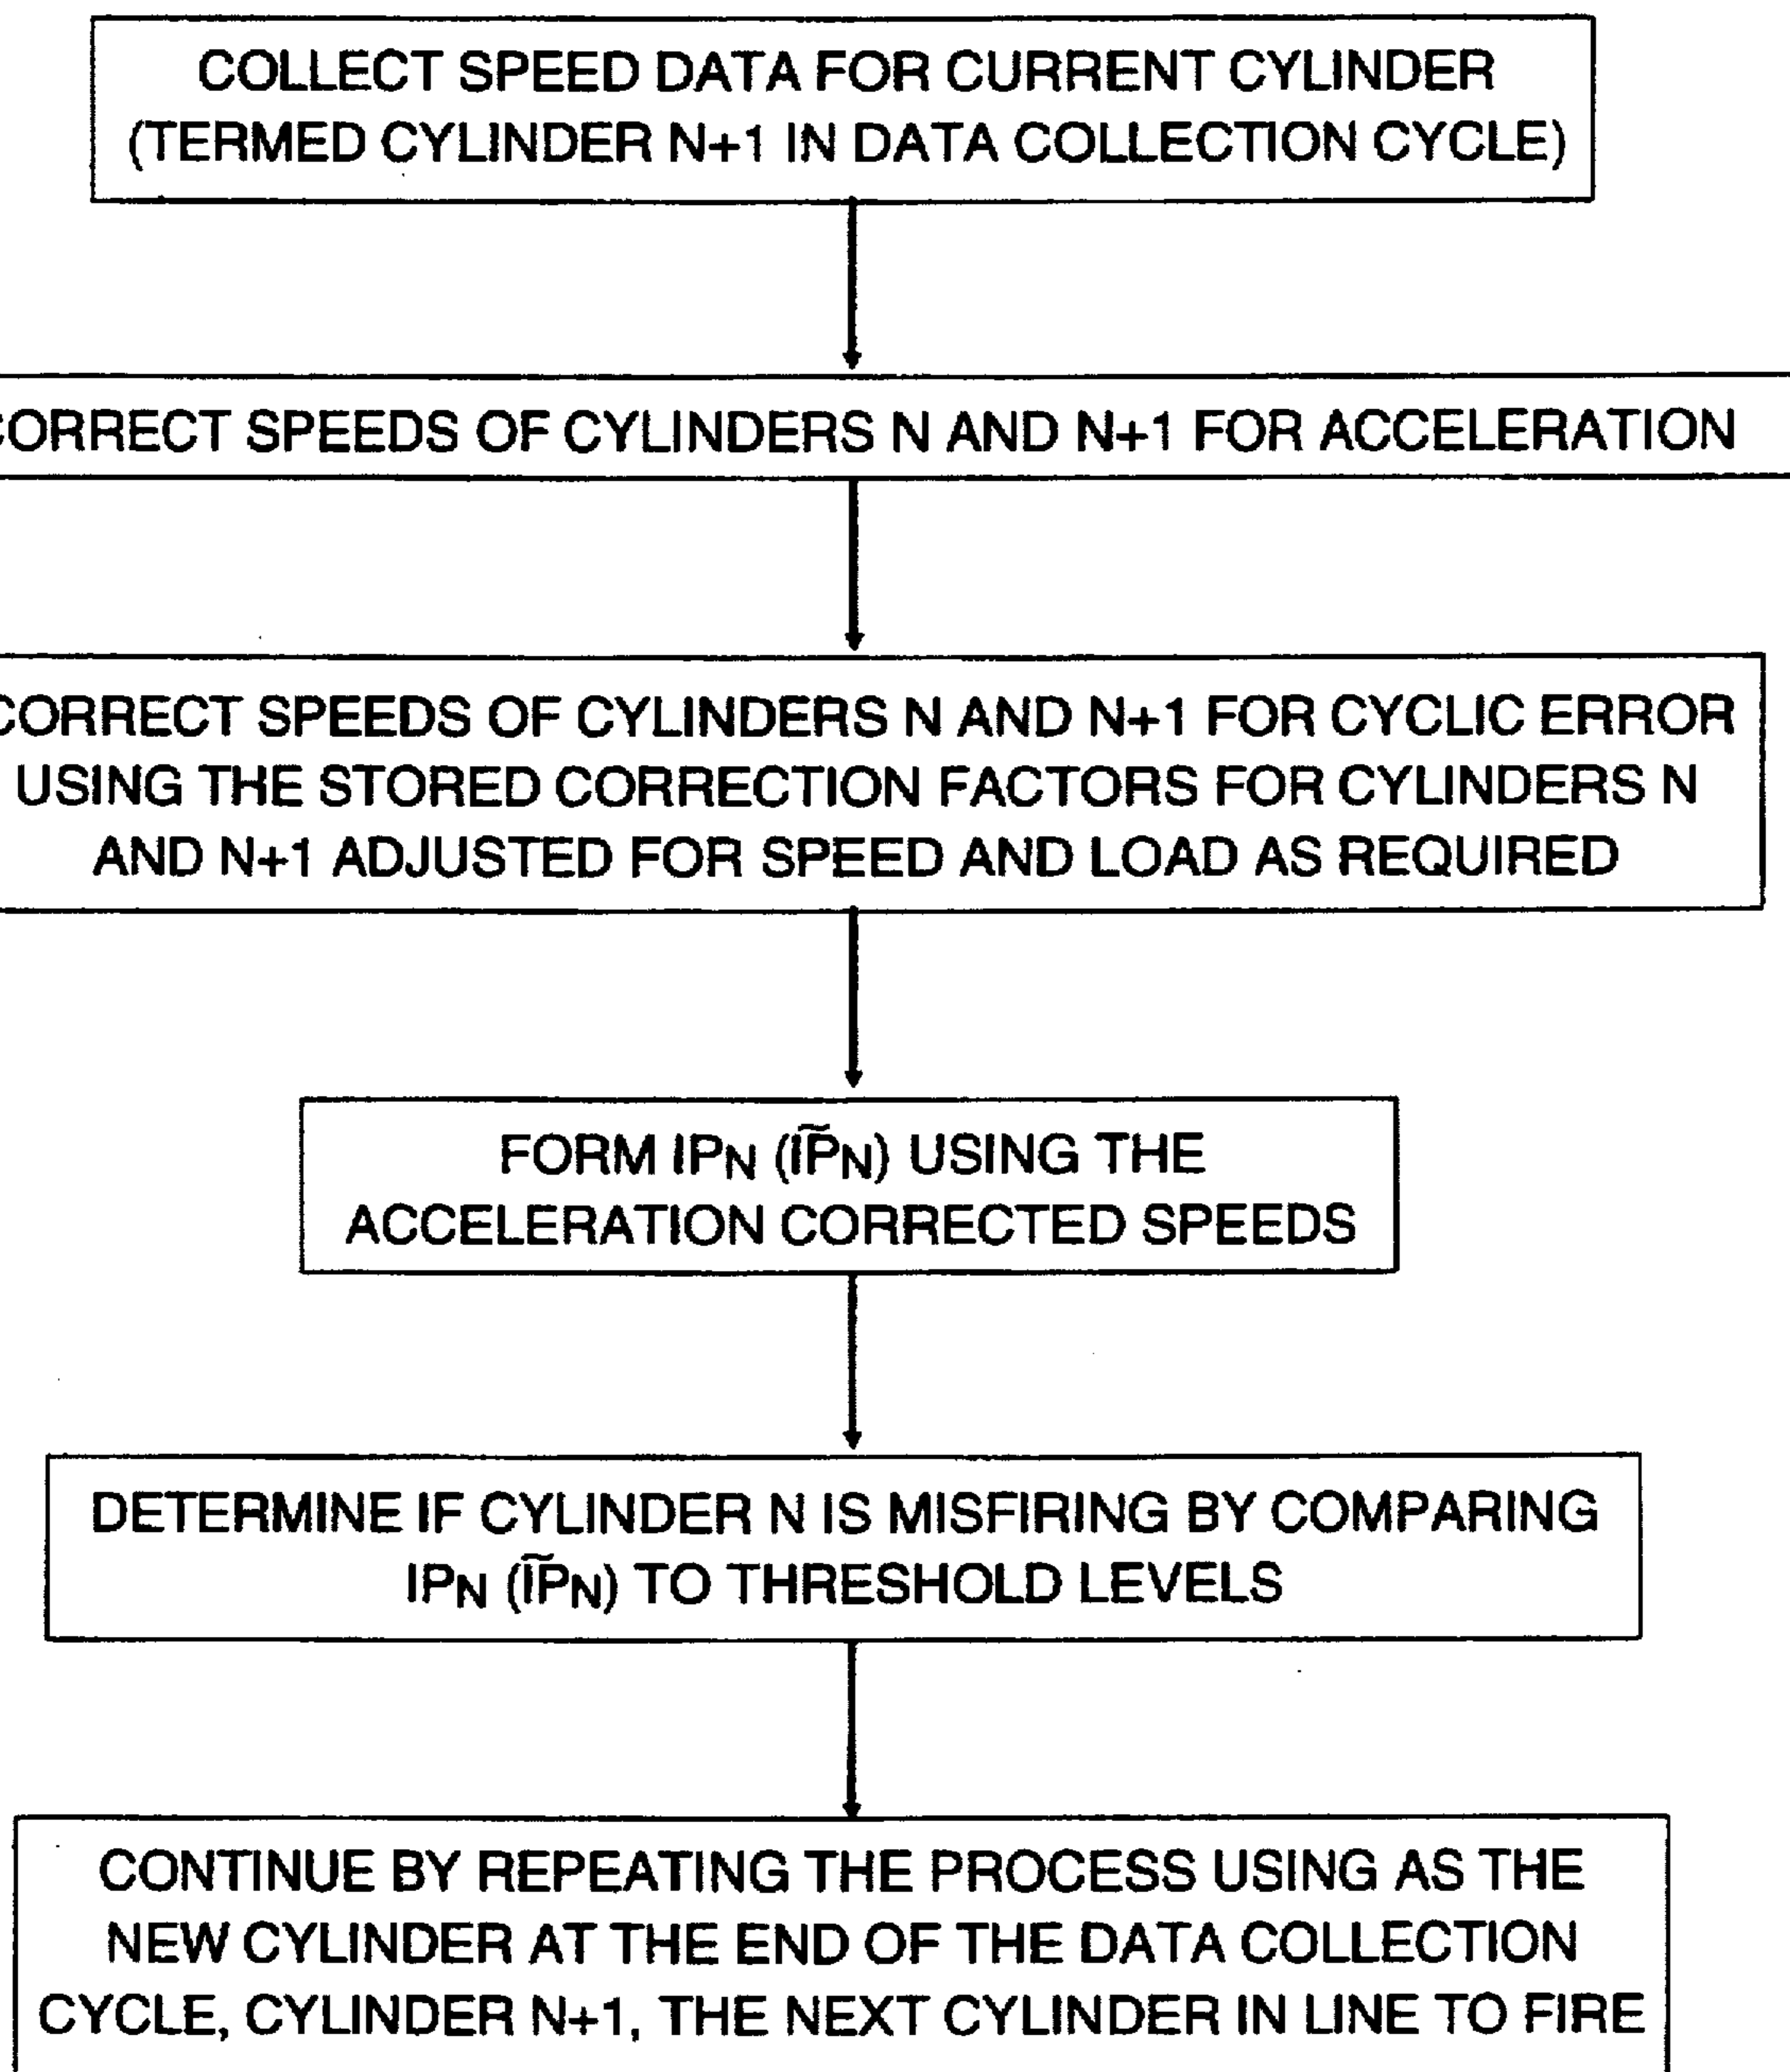 COLLECT SPEED DATA FOR CURRENT CYLINDER
(TERMED CYLINDER N+1 IN DATA COLLECTION CYCLE)
CORRECT SPEEDS OF CYLINDERS N AND N+1 FOR ACCELERATION
CORRECT SPEEDS OF CYLINDERS N AND N+1 FOR CYCLIC ERROR
USING THE STORED CORRECTION FACTORS FOR CYLINDERS N
AND N+1 ADJUSTED FOR SPEED AND LOAD AS REQUIRED
FORM IPN (ĨP̃N) USING THE
ACCELERATION CORRECTED SPEEDS
DETERMINE IF CYLINDER N IS MISFIRING BY COMPARING
IPN (ĨP̃N) TO THRESHOLD LEVELS
CONTINUE BY REPEATING THE PROCESS USING AS THE
NEW CYLINDER AT THE END OF THE DATA COLLECTION
CYCLE, CYLINDER N+1, THE NEXT CYLINDER IN LINE TO FIRE